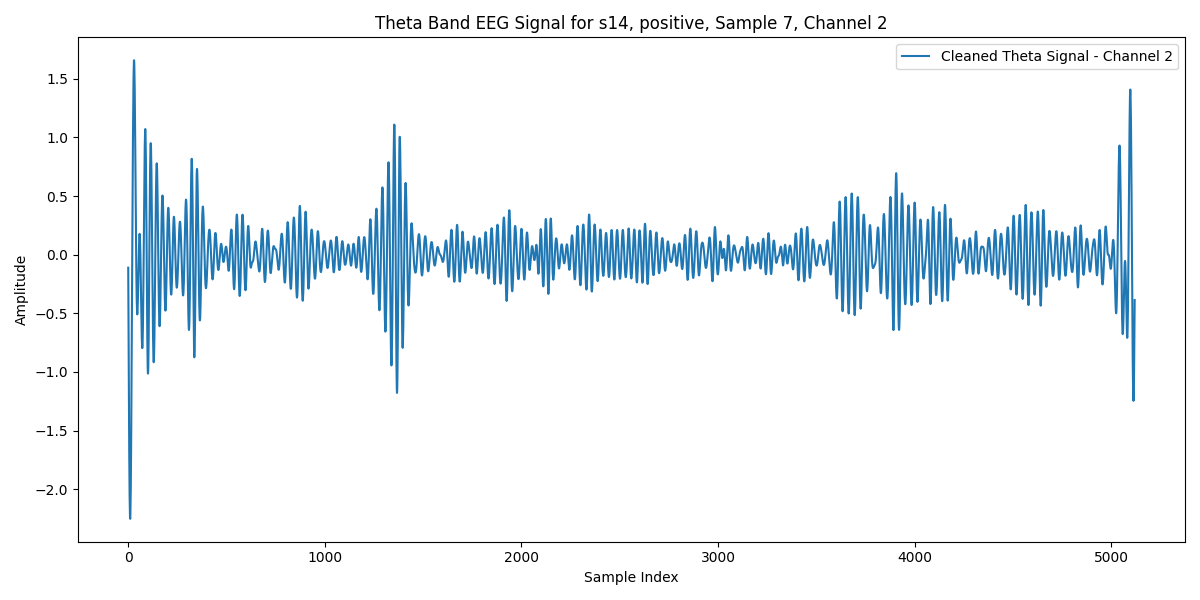 Theta Band EEG Signal for s14, positive, Sample 7, Channel 2
Cleaned Theta Signal - Channel 2
Amplitude
1.5
1.0
0.5
0.0
−0.5
−1.0
−1.5
−2.0
0 1000 2000 3000 4000 5000
Sample Index